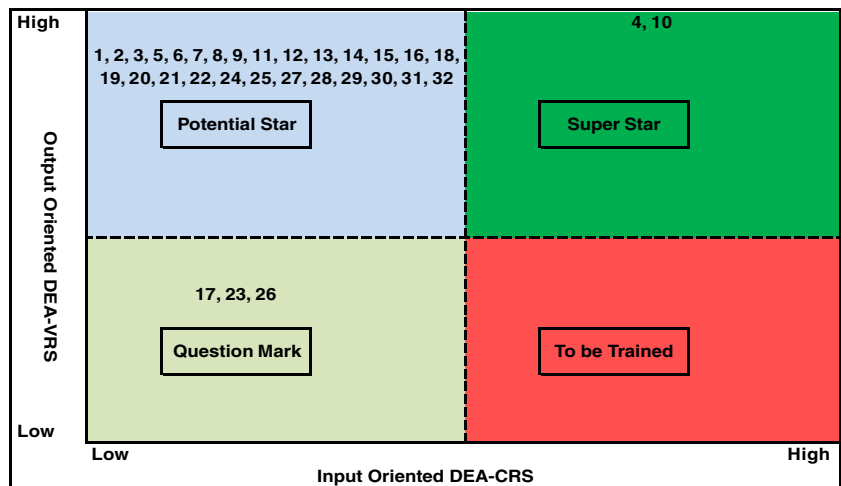 High
4, 10
1, 2, 3, 5, 6, 7, 8, 9, 11, 12, 13, 14, 15, 16, 18,
19, 20, 21, 22, 24, 25, 27, 28, 29, 30, 31, 32
Potential Star
Super Star
Output Oriented DEA-VRS
17, 23, 26
Question Mark
To be Trained
Low
Low
High
Input Oriented DEA-CRS